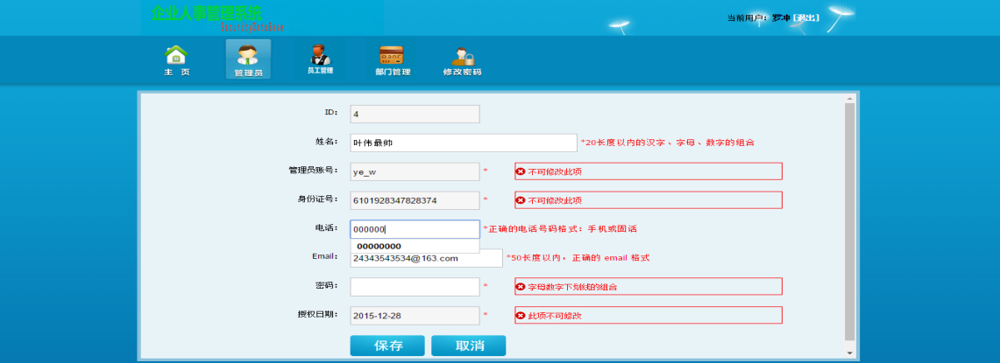 企业人事管理系统
当前用户：罗冲 [退出]
主 页
管理员
员工管理
部门管理
修改密码
ID： 4
姓名： 叶伟最帅 *20长度以内的汉字、字母、数字的组合
管理员账号： ye_w * 不可修改此项
身份证号： 6101928347828374 * 不可修改此项
电话： 000000 *正确的电话号码格式：手机或固话
00000000
Email： 24343543534@163.com *50长度以内，正确的 email 格式
密码： * 字母数字下划线的组合
授权日期： 2015-12-28 * 此项不可修改
保存 取消